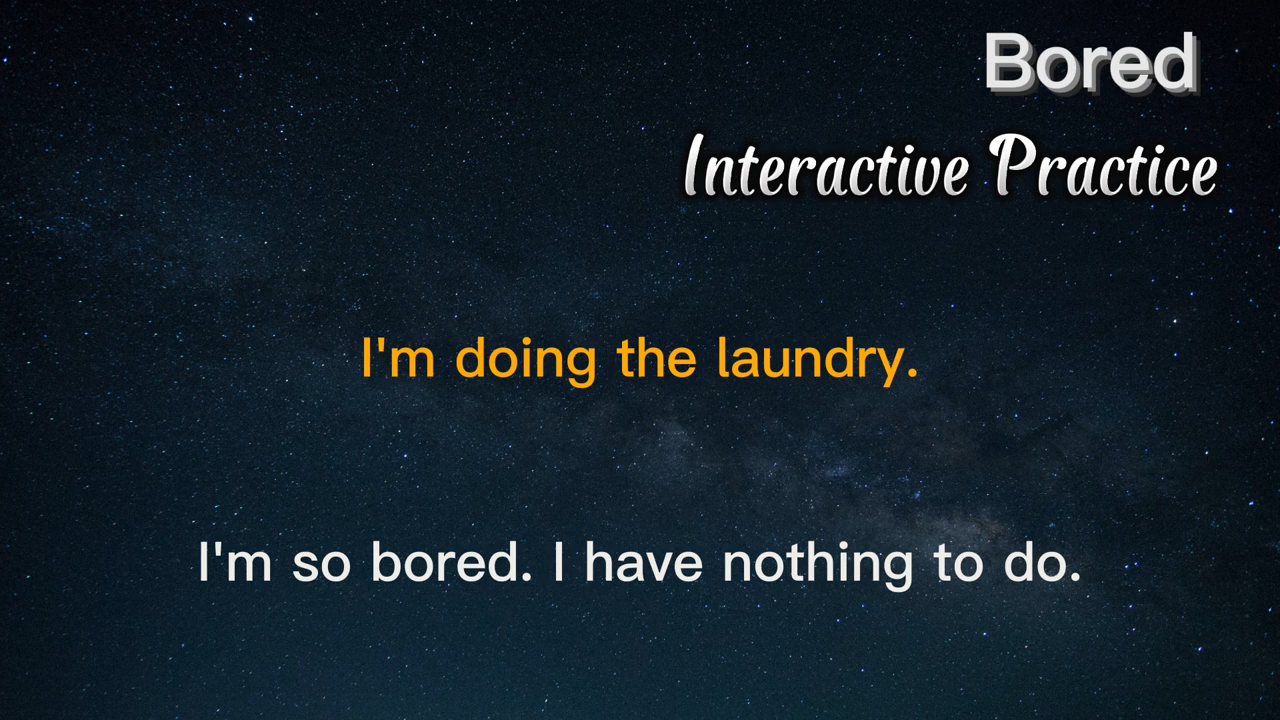 Bored
Interactive Practice
I'm doing the laundry.
I'm so bored. I have nothing to do.